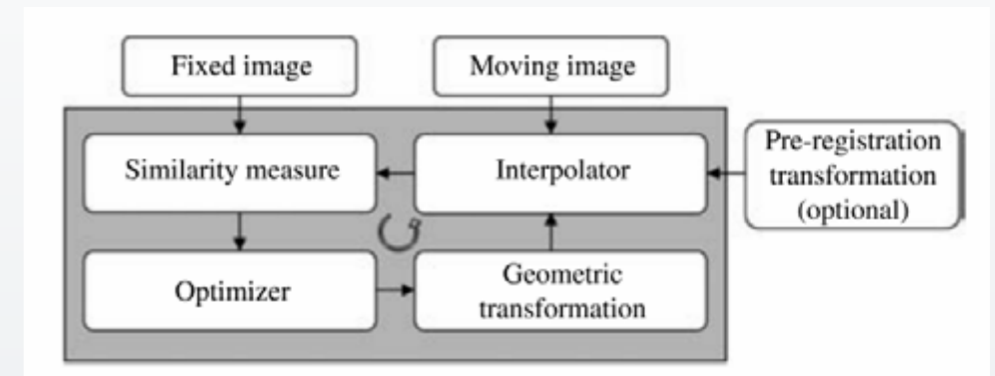 Fixed image
Moving image
Similarity measure
Interpolator
Pre-registration
transformation
(optional)
Optimizer
Geometric
transformation